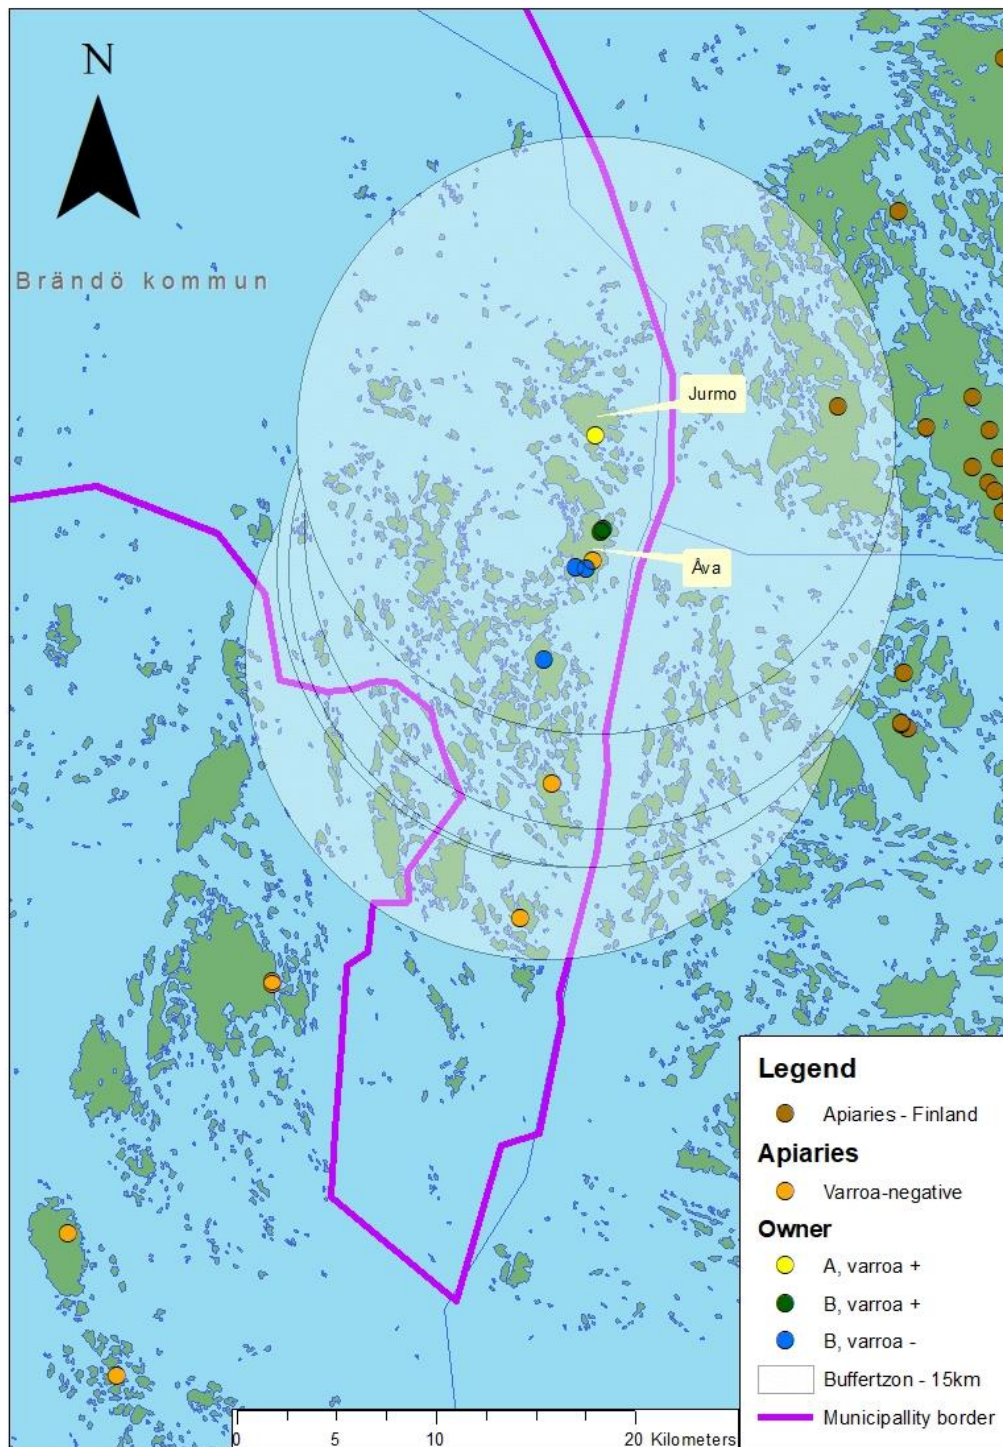 N
Brändö kommun
Jurmo
Åva
Legend
Apiaries - Finland
Apiaries
Varroa-negative
Owner
A, varroa +
B, varroa +
B, varroa -
Buffertzon - 15km
Municipallity border
0 5 10 20 Kilometers